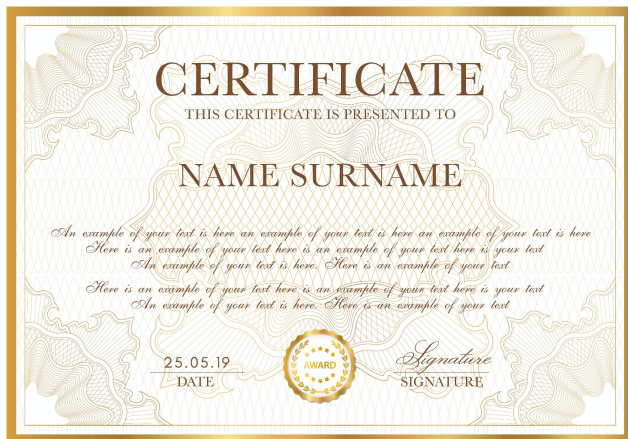 CERTIFICATE
THIS CERTIFICATE IS PRESENTED TO
NAME SURNAME
An example of your text is here an example of your text is here an example of your text is here
Here is an example of your text here is an example of your text here is your text
An example of your text is here. Here is an example of your text
Here is an example of your text here is an example of your text here is your text
An example of your text is here. Here is an example of your text
25.05.19
DATE
AWARD
Signature
SIGNATURE